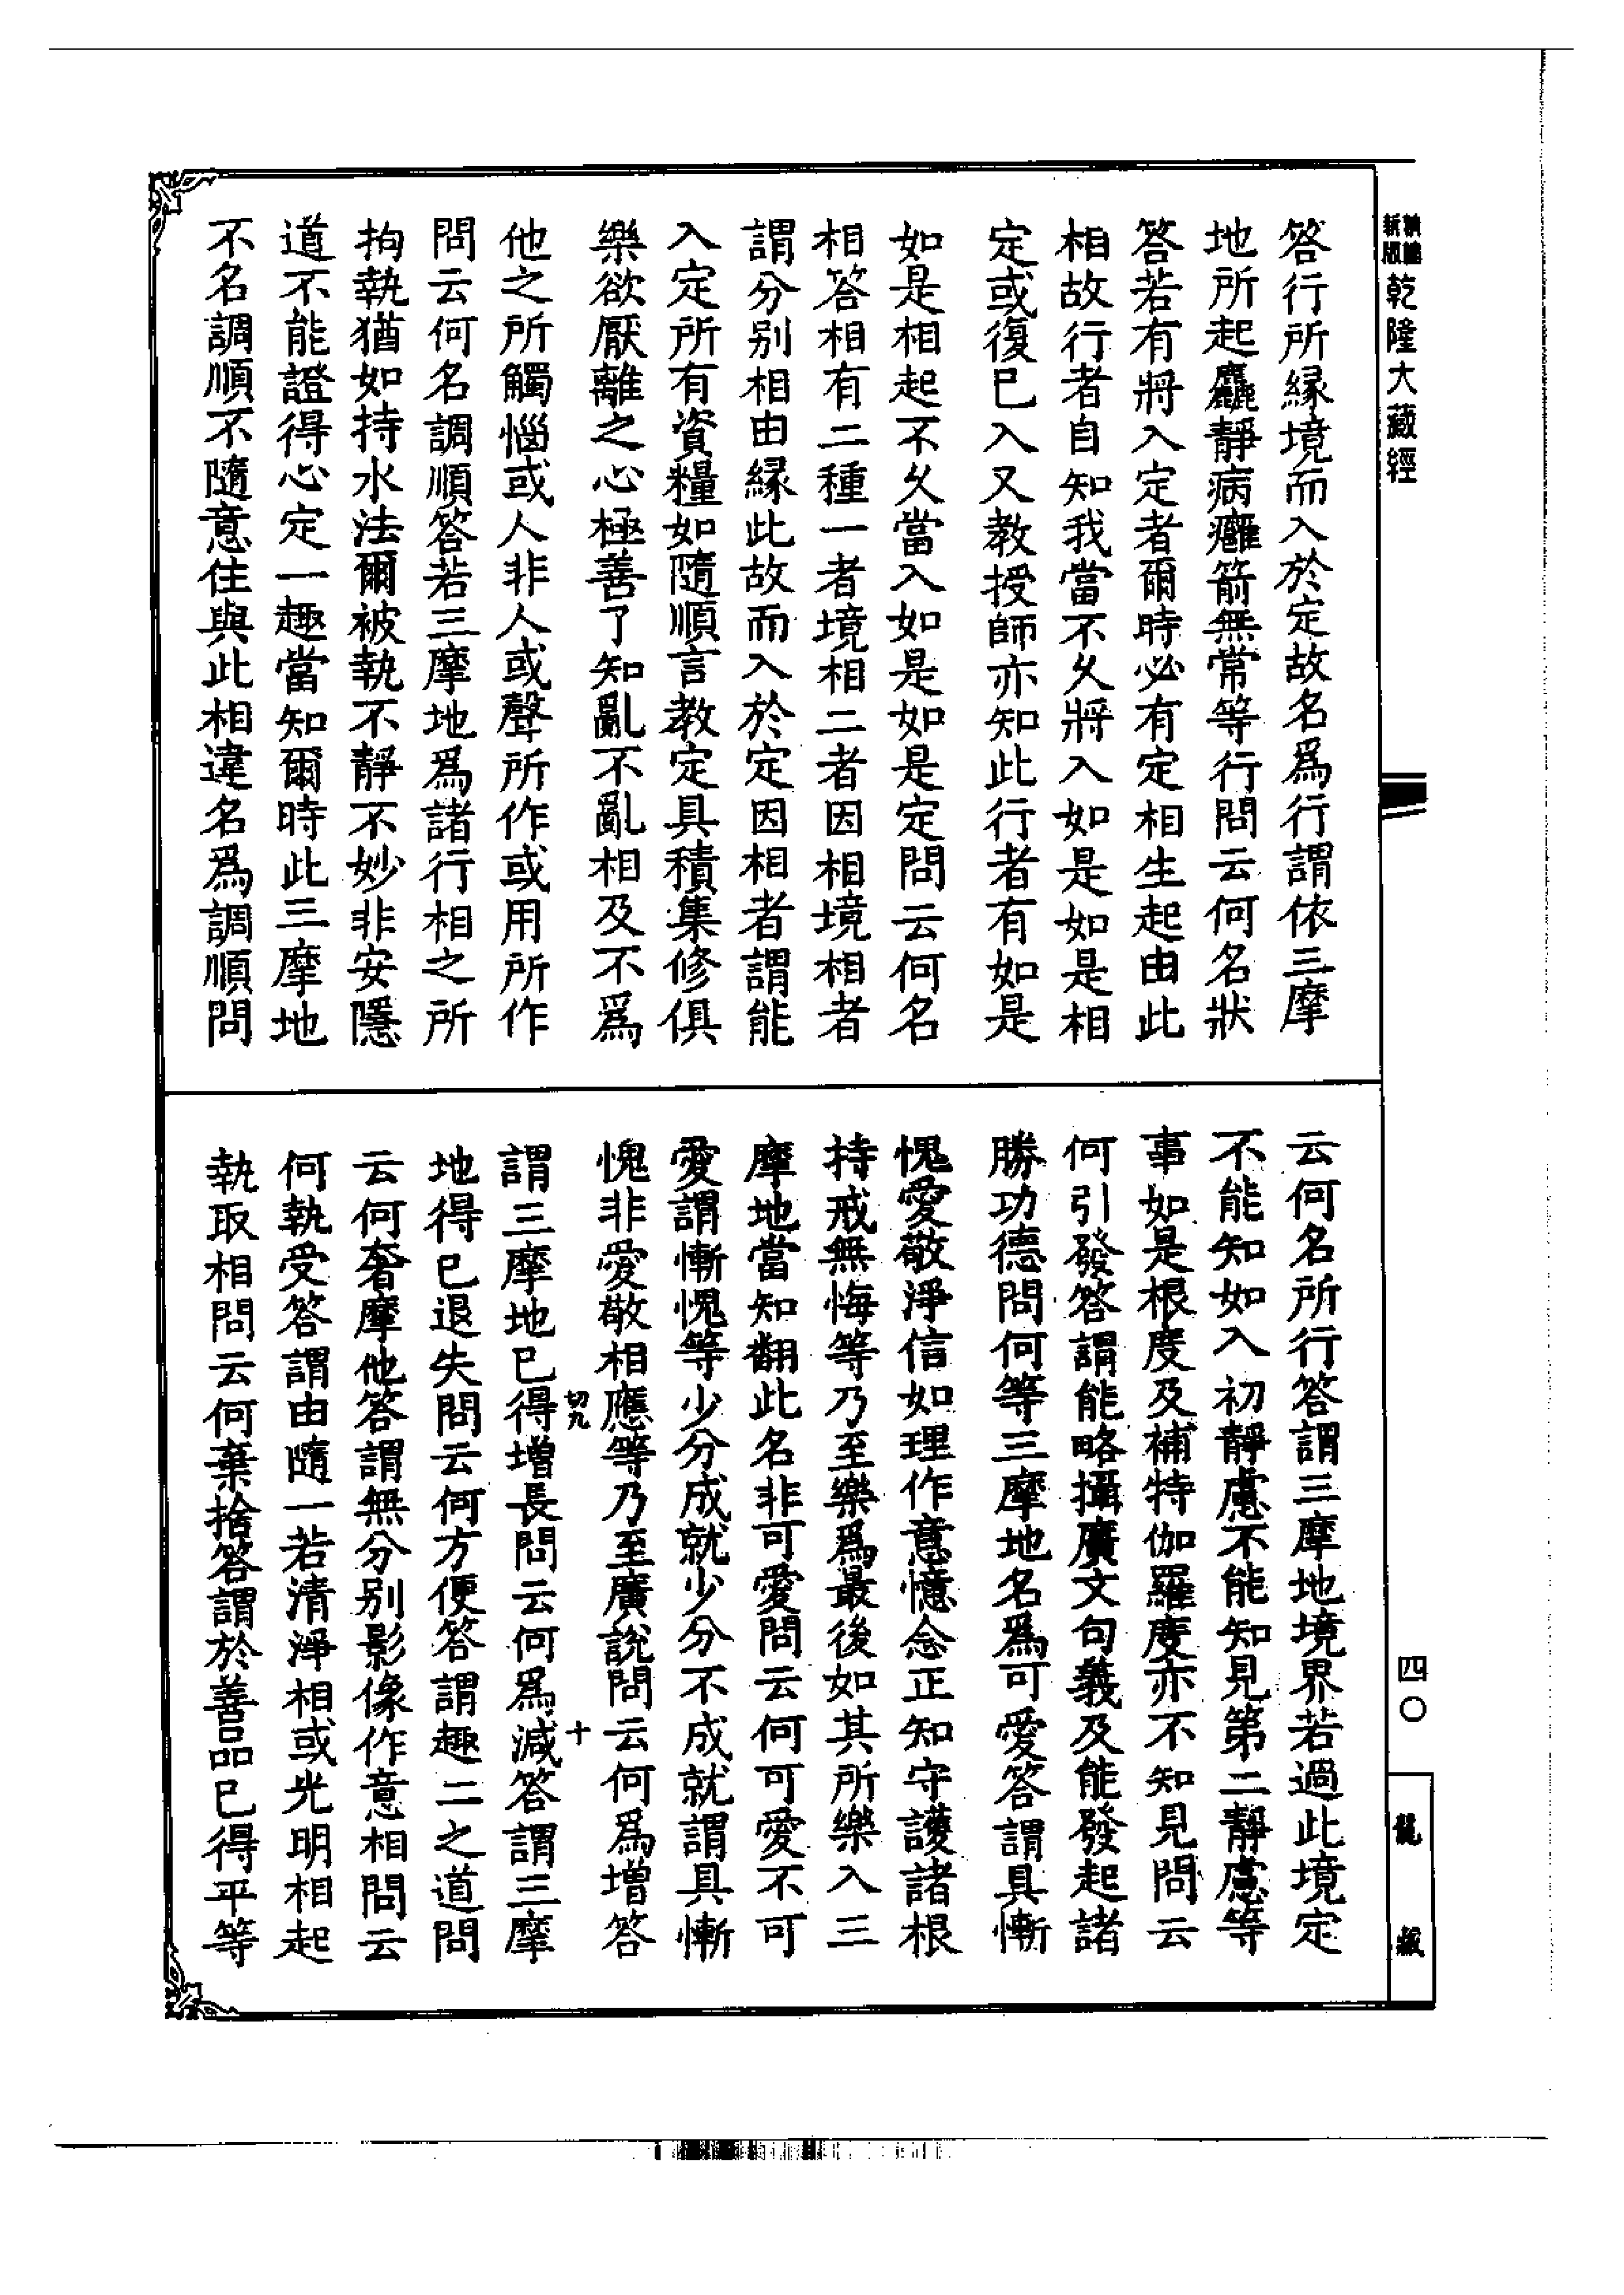 新編
新版
乾隆大藏經
答行所縁境而入於定故名爲行謂依三摩
地所起麤靜病癰箭無常等行問云何名狀
答若有將入定者爾時必有定相生起由此
相故行者自知我當不久將入如是如是相
定或復已入又教授師亦知此行者有如是
如是相起不久當入如是如是定問云何名
相答相有二種一者境相二者因相境相者
謂分别相由縁此故而入於定因相者謂能
入定所有資糧如隨順言教定具積集修俱
樂欲厭離之心極善了知亂不亂相及不爲
他之所觸惱或人非人或聲所作或用所作
問云何名調順答若三摩地爲諸行相之所
拘執猶如持水法爾被執不靜不妙非安隱
道不能證得心定一趣當知爾時此三摩地
不名調順不隨意住與此相違名爲調順問
云何名所行答謂三摩地境界若過此境定
不能知如入初靜慮不能知見第二靜慮等
事如是根度及補特伽羅度亦不知見問云
何引發答謂能略攝廣文句義及能發起諸
勝功德問何等三摩地名爲可愛答謂具慚
愧愛敬淨信如理作意憶念正知守護諸根
持戒無悔等乃至樂爲最後如其所樂入三
摩地當知翻此名非可愛問云何可愛不可
愛謂慚愧等少分成就少分不成就謂具慚
愧非愛敬相應等乃至廣説問云何爲增答
切九
十
謂三摩地已得增長問云何爲減答謂三摩
地得已退失問云何方便答謂趣二之道問
云何奢摩他答謂無分别影像作意相問云
何執受答謂由隨一若清淨相或光明相起
執取相問云何棄捨答謂於善品已得平等
四〇
龍藏